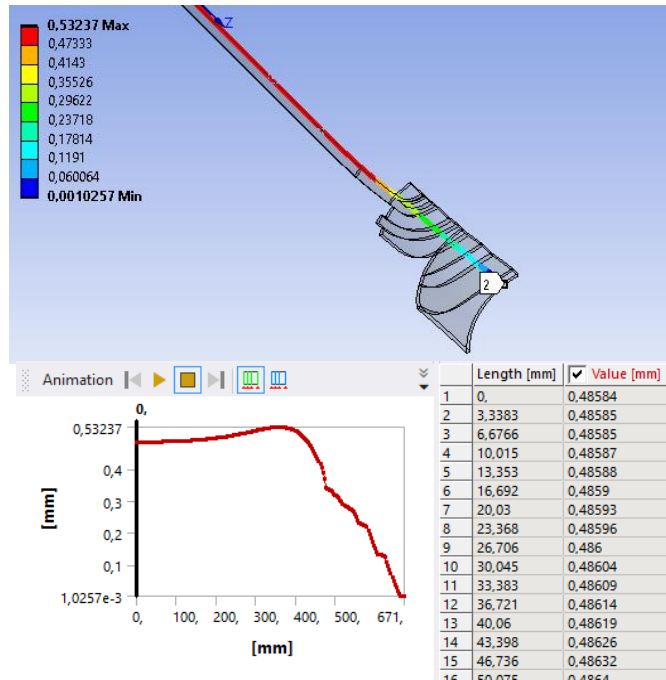 0,53237 Max
0,47333
0,4143
0,35526
0,29622
0,23718
0,17814
0,1191
0,060064
0,0010257 Min
Z
2
Animation
0,
0,53237
0,4
0,3
0,2
0,1
1,0257e-3
[mm]
0, 100, 200, 300, 400, 500, 671,
[mm]
Length [mm] Value [mm]
1 0, 0,48584
2 3,3383 0,48585
3 6,6766 0,48585
4 10,015 0,48587
5 13,353 0,48588
6 16,692 0,4859
7 20,03 0,48593
8 23,368 0,48596
9 26,706 0,486
10 30,045 0,48604
11 33,383 0,48609
12 36,721 0,48614
13 40,06 0,48619
14 43,398 0,48626
15 46,736 0,48632
16 50,075 0,4864